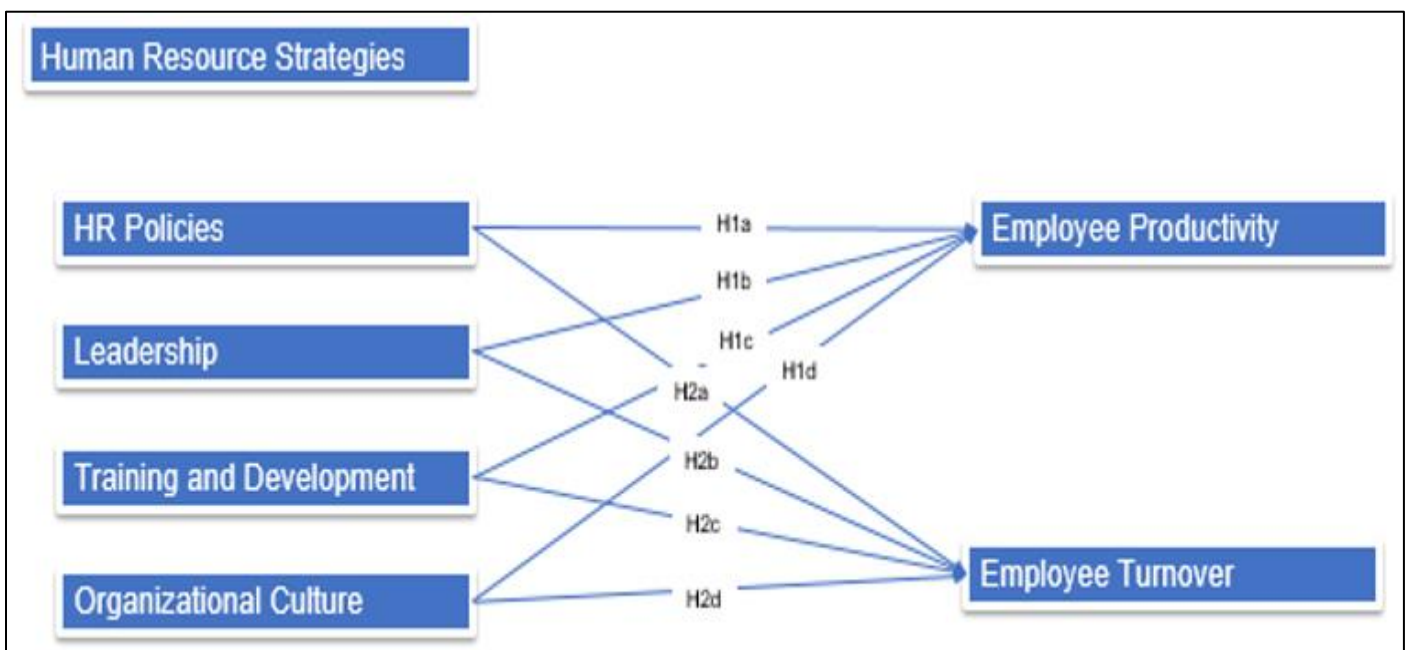 Human Resource Strategies
HR Policies
H1a
Employee Productivity
H1b
Leadership
H1c
H1d
H2a
H2b
Training and Development
H2c
Employee Turnover
Organizational Culture
H2d